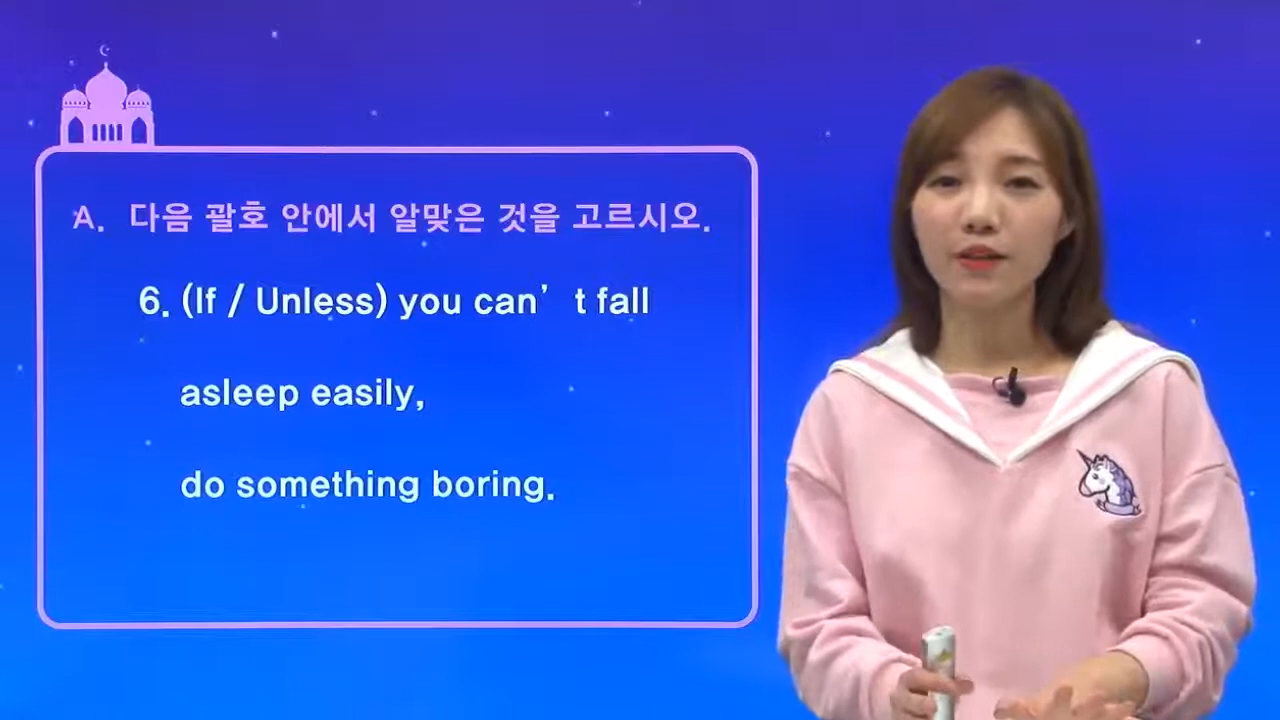 A. 다음 괄호 안에서 알맞은 것을 고르시오.
6. (If / Unless) you can’t fall
asleep easily,
do something boring.